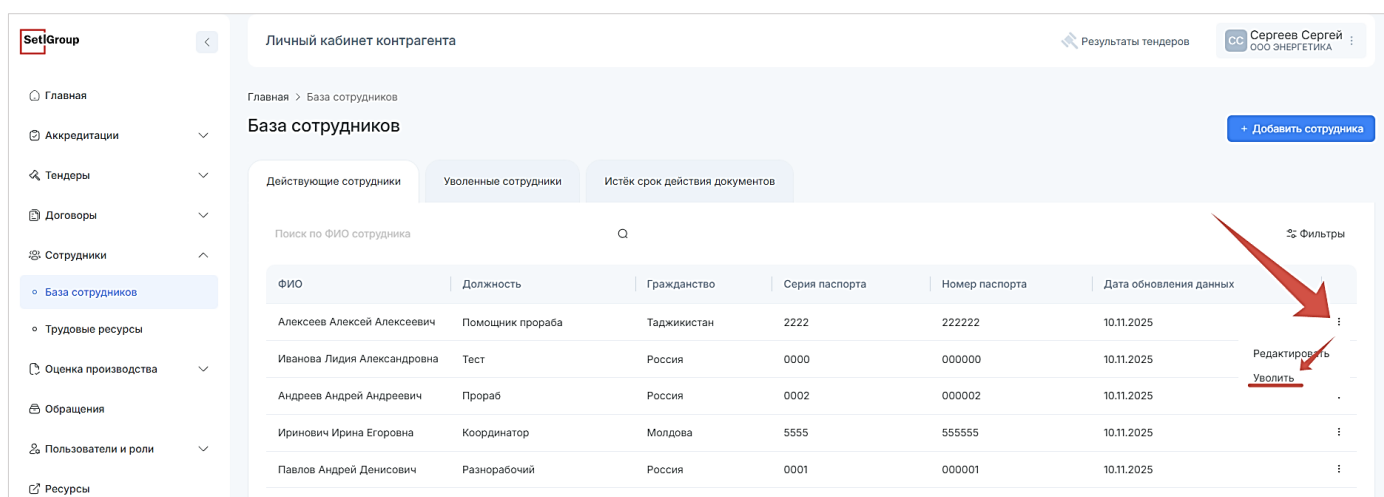 SetlGroup
Личный кабинет контрагента
Результаты тендеров
СС
Сергеев Сергей
ООО ЭНЕРГЕТИКА
Главная
Аккредитации
Тендеры
Договоры
Сотрудники
База сотрудников
Трудовые ресурсы
Оценка производства
Обращения
Пользователи и роли
Ресурсы
Главная > База сотрудников
База сотрудников
+ Добавить сотрудника
Действующие сотрудники
Уволенные сотрудники
Истёк срок действия документов
Поиск по ФИО сотрудника
Фильтры
ФИО Должность Гражданство Серия паспорта Номер паспорта Дата обновления данных
Алексеев Алексей Алексеевич Помощник прораба Таджикистан 2222 222222 10.11.2025
Иванова Лидия Александровна Тест Россия 0000 000000 10.11.2025
Редактировать
Уволить
Андреев Андрей Андреевич Прораб Россия 0002 000002 10.11.2025
Иринович Ирина Егоровна Координатор Молдова 5555 555555 10.11.2025
Павлов Андрей Денисович Разнорабочий Россия 0001 000001 10.11.2025